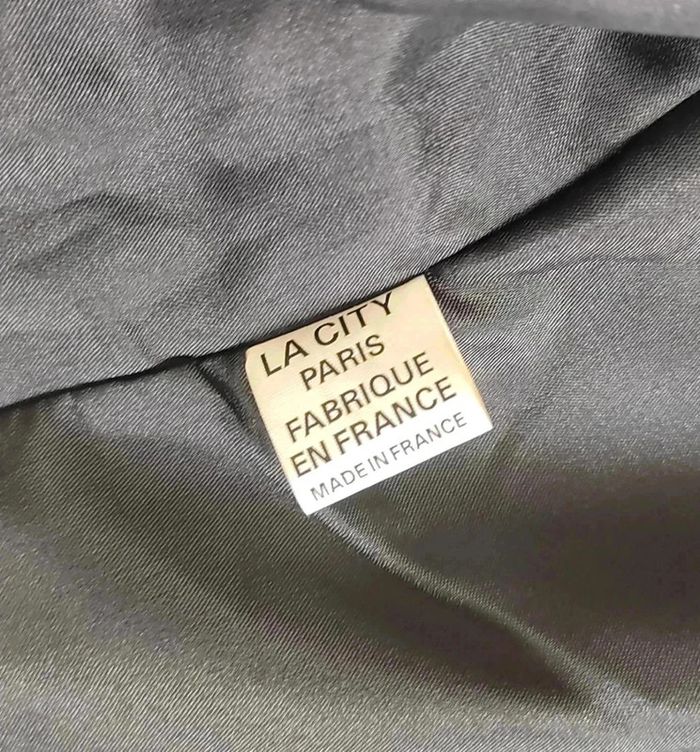 LA CITY
PARIS
FABRIQUE
EN FRANCE
MADE IN FRANCE